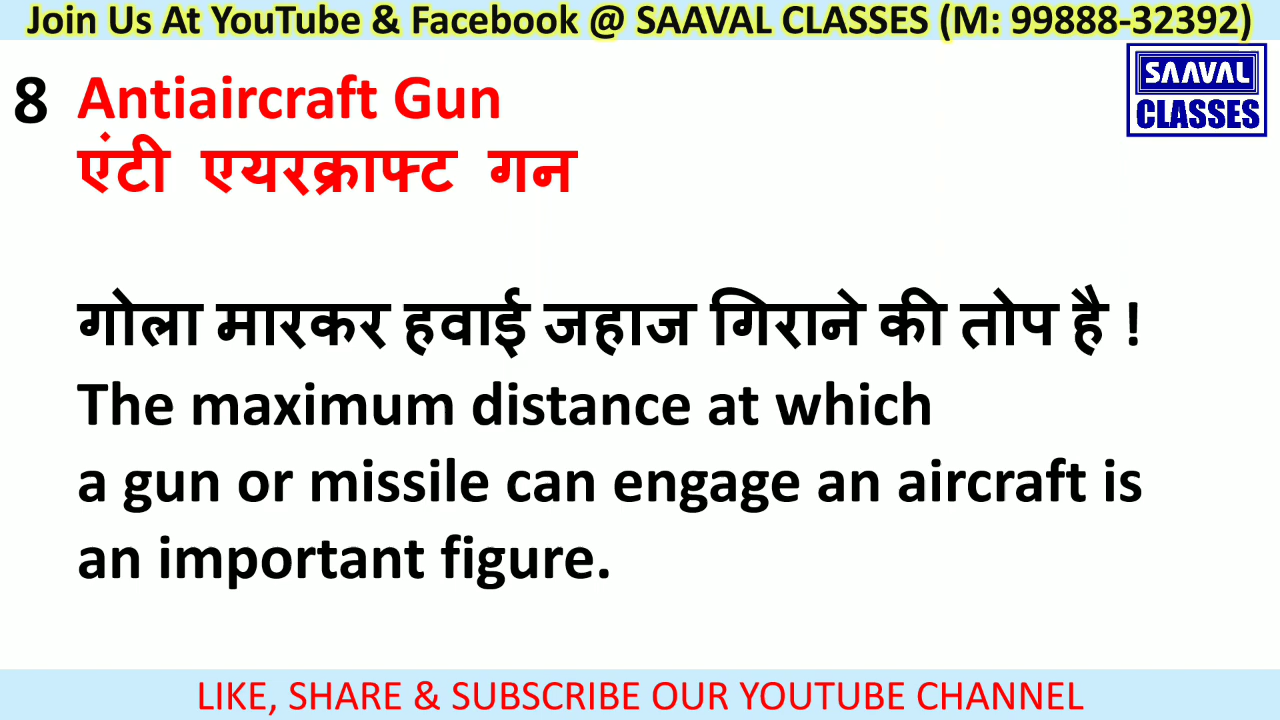 Join Us At YouTube & Facebook @ SAAVAL CLASSES (M: 99888-32392)
SAAVAL
CLASSES
8 Antiaircraft Gun
एंटी एयरक्राफ्ट गन
गोला मारकर हवाई जहाज गिराने की तोप है !
The maximum distance at which
a gun or missile can engage an aircraft is
an important figure.
LIKE, SHARE & SUBSCRIBE OUR YOUTUBE CHANNEL